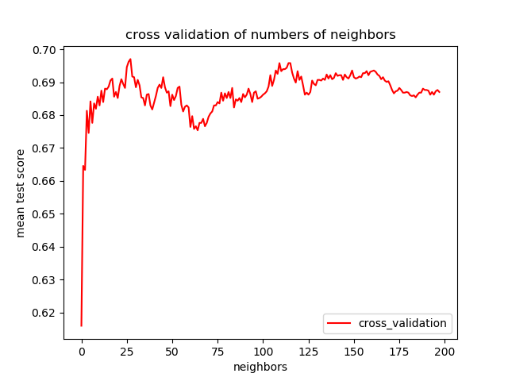 cross validation of numbers of neighbors
0.70
0.69
0.68
0.67
0.66
0.65
0.64
0.63
0.62
mean test score
cross_validation
0 25 50 75 100 125 150 175 200
neighbors